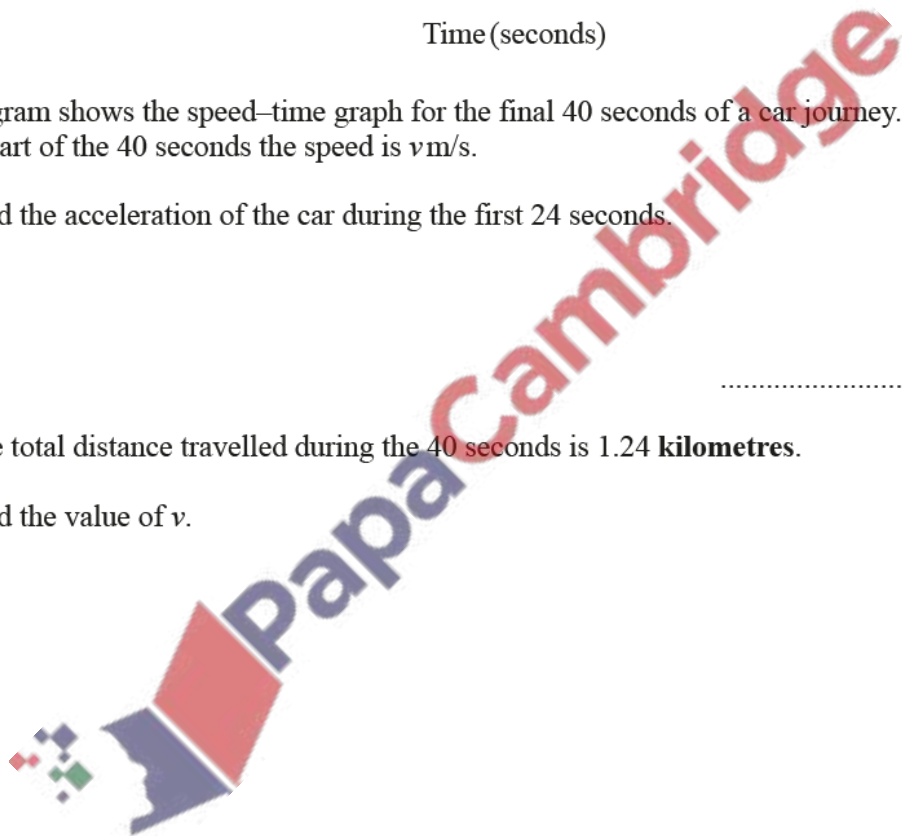 Time (seconds)
gram shows the speed–time graph for the final 40 seconds of a car journey.
art of the 40 seconds the speed is v m/s.
d the acceleration of the car during the first 24 seconds.
........................
e total distance travelled during the 40 seconds is 1.24 kilometres.
d the value of v.
PapaCambridge